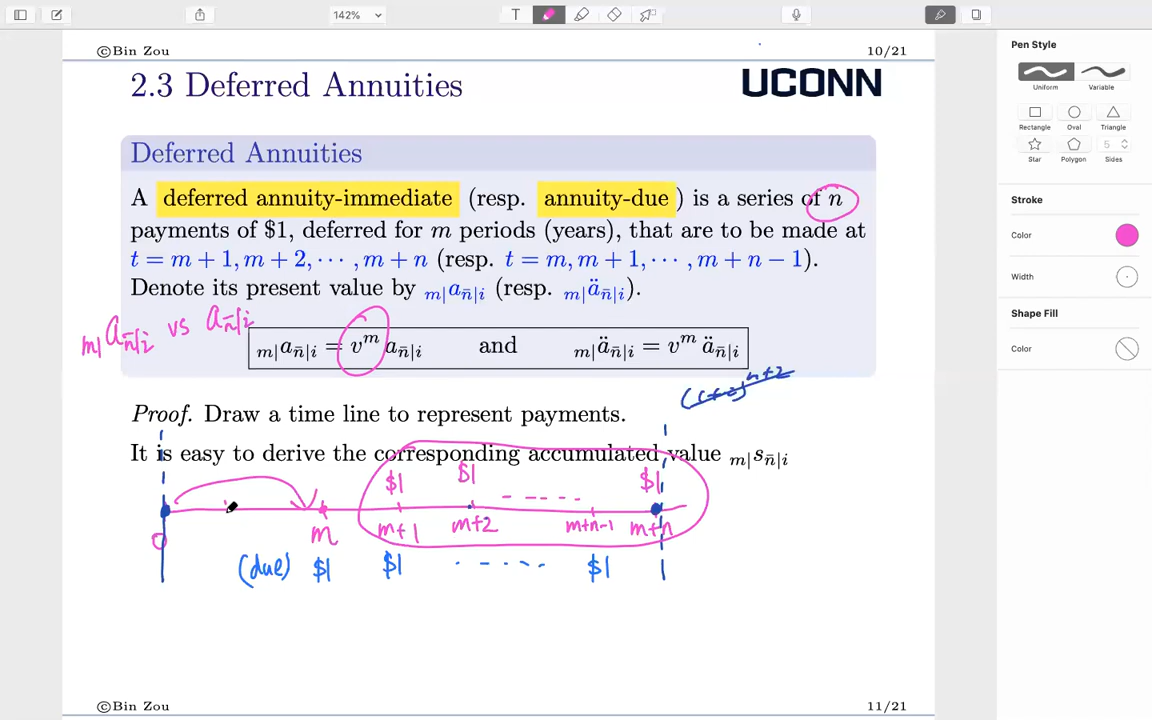 142%
T
©Bin Zou
10/21
2.3 Deferred Annuities
UCONN
Deferred Annuities
A deferred annuity-immediate (resp. annuity-due) is a series of n
payments of $1, deferred for m periods (years), that are to be made at
t = m + 1, m + 2, ⋯ , m + n (resp. t = m, m + 1, ⋯ , m + n − 1).
Denote its present value by ₘ|aₙ̄|ᵢ (resp. ₘ|äₙ̄|ᵢ).
ₘ|aₙ̄|ᵢ vs aₙ̄|ᵢ
ₘ|aₙ̄|ᵢ = vᵐ aₙ̄|ᵢ and ₘ|äₙ̄|ᵢ = vᵐ äₙ̄|ᵢ
Proof. Draw a time line to represent payments.
It is easy to derive the corresponding accumulated value ₘ|sₙ̄|ᵢ
$1 $1 - - - - - $1
0 m m+1 m+2 m+n-1 m+n
(due) $1 $1 - - - - - $1
©Bin Zou
11/21
Pen Style
Uniform
Variable
Rectangle
Oval
Triangle
5
Star
Polygon
Sides
Stroke
Color
Width
Shape Fill
Color